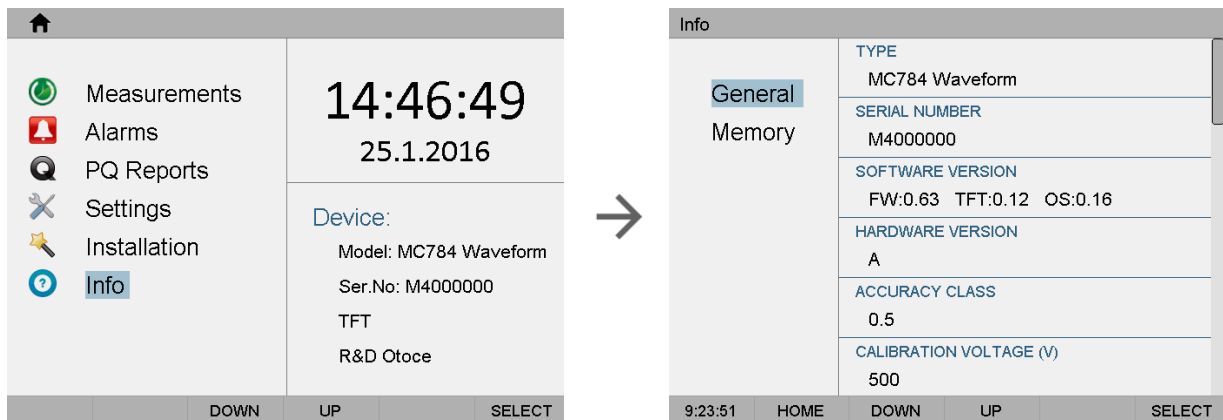 Measurements
Alarms
PQ Reports
Settings
Installation
Info
14:46:49
25.1.2016
Device:
Model: MC784 Waveform
Ser.No: M4000000
TFT
R&D Otoce
DOWN UP SELECT
Info
General
Memory
TYPE
MC784 Waveform
SERIAL NUMBER
M4000000
SOFTWARE VERSION
FW:0.63 TFT:0.12 OS:0.16
HARDWARE VERSION
A
ACCURACY CLASS
0.5
CALIBRATION VOLTAGE (V)
500
9:23:51 HOME DOWN UP SELECT